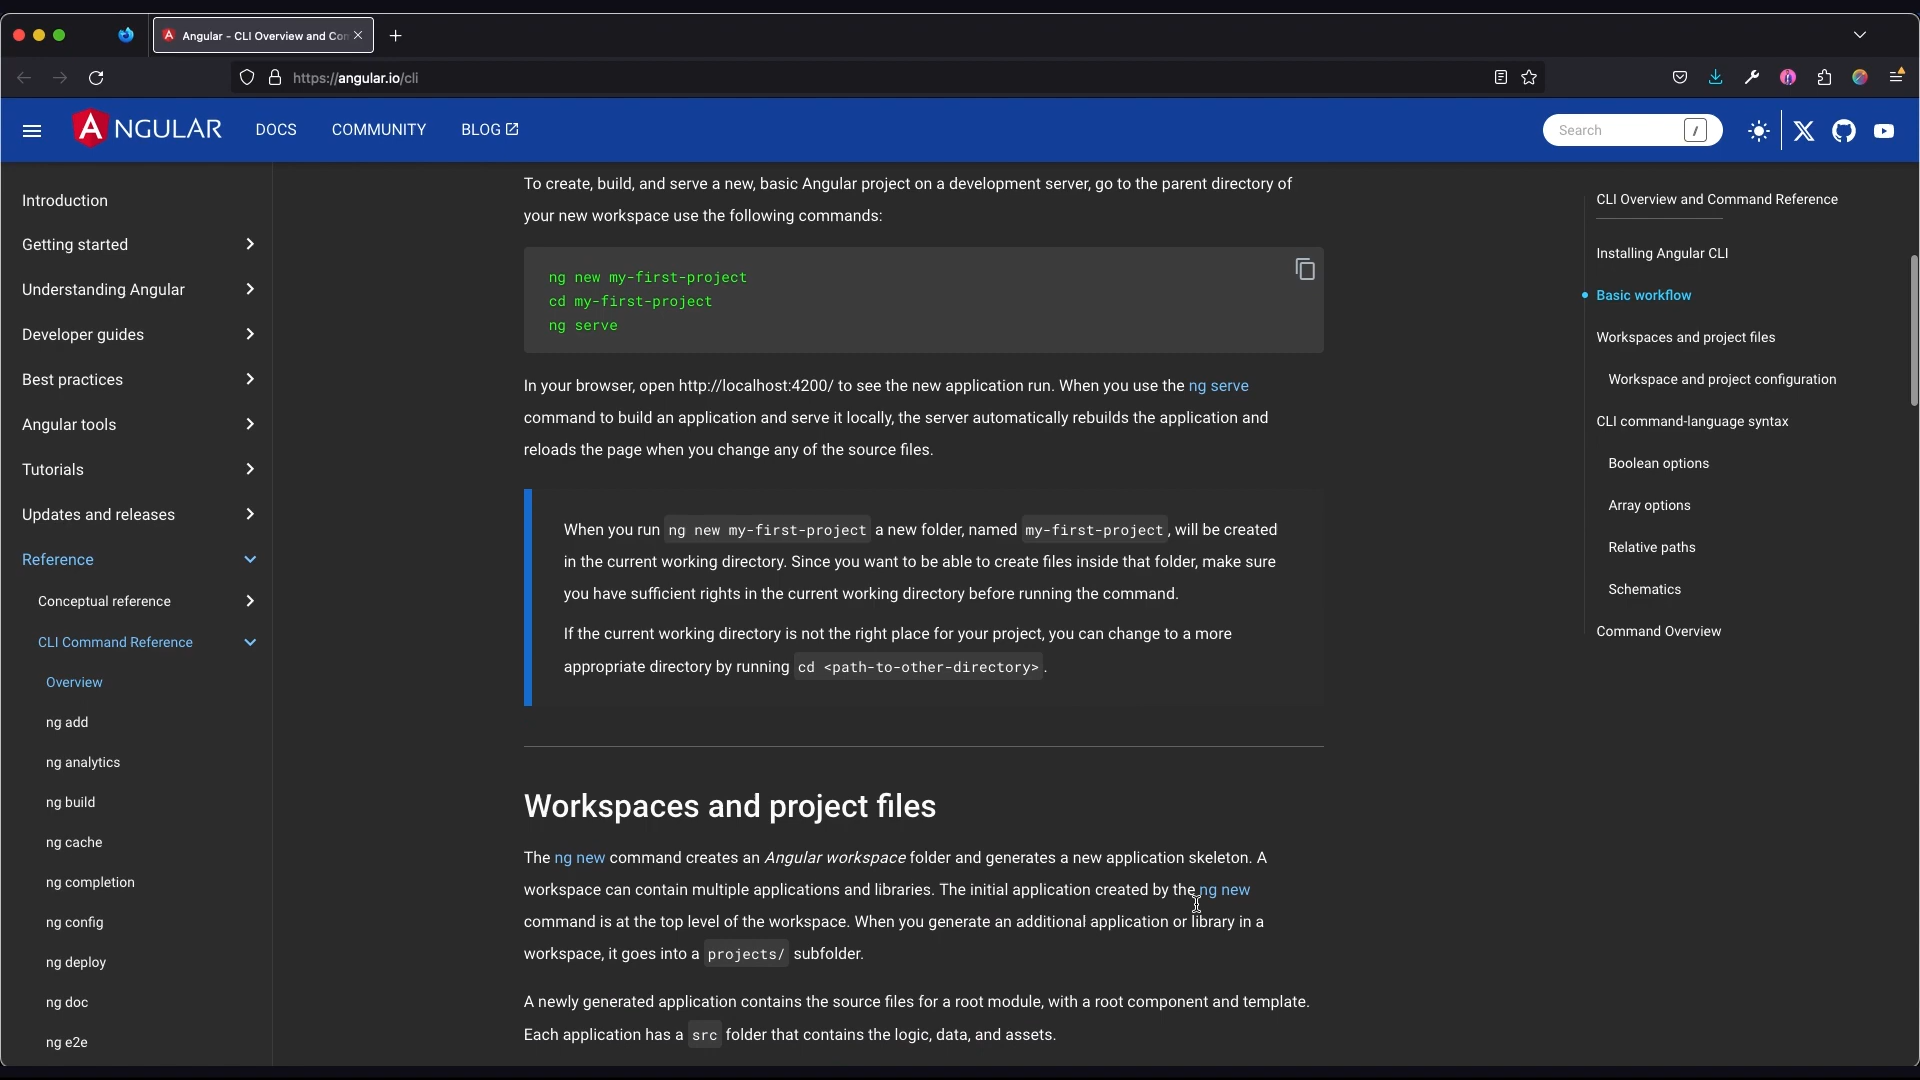 Angular - CLI Overview and Con
https://angular.io/cli
ANGULAR
DOCS
COMMUNITY
BLOG
Search
/
Introduction
Getting started
Understanding Angular
Developer guides
Best practices
Angular tools
Tutorials
Updates and releases
Reference
Conceptual reference
CLI Command Reference
Overview
ng add
ng analytics
ng build
ng cache
ng completion
ng config
ng deploy
ng doc
ng e2e
To create, build, and serve a new, basic Angular project on a development server, go to the parent directory of
your new workspace use the following commands:
ng new my-first-project
cd my-first-project
ng serve
In your browser, open http://localhost:4200/ to see the new application run. When you use the ng serve
command to build an application and serve it locally, the server automatically rebuilds the application and
reloads the page when you change any of the source files.
When you run ng new my-first-project a new folder, named my-first-project, will be created
in the current working directory. Since you want to be able to create files inside that folder, make sure
you have sufficient rights in the current working directory before running the command.
If the current working directory is not the right place for your project, you can change to a more
appropriate directory by running cd <path-to-other-directory>.
Workspaces and project files
The ng new command creates an Angular workspace folder and generates a new application skeleton. A
workspace can contain multiple applications and libraries. The initial application created by the ng new
command is at the top level of the workspace. When you generate an additional application or library in a
workspace, it goes into a projects/ subfolder.
A newly generated application contains the source files for a root module, with a root component and template.
Each application has a src folder that contains the logic, data, and assets.
CLI Overview and Command Reference
Installing Angular CLI
Basic workflow
Workspaces and project files
Workspace and project configuration
CLI command-language syntax
Boolean options
Array options
Relative paths
Schematics
Command Overview